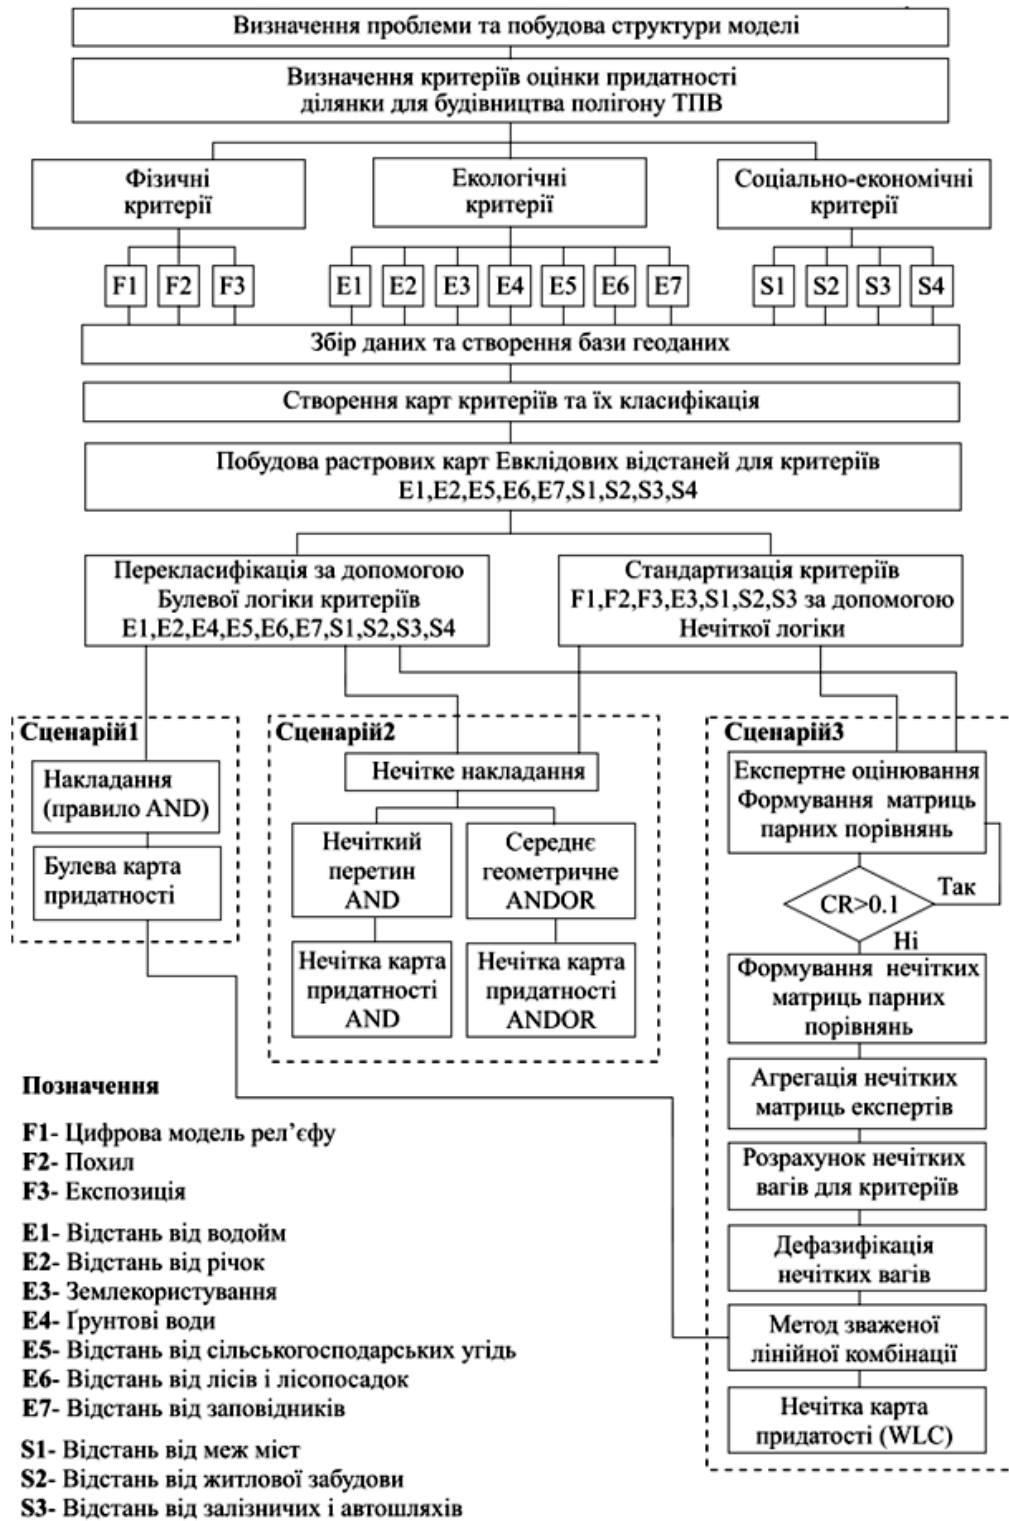 Визначення проблеми та побудова структури моделі
Визначення критеріїв оцінки придатності
ділянки для будівництва полігону ТПВ
Фізичні
критерії
Екологічні
критерії
Соціально-економічні
критерії
F1 F2 F3 E1 E2 E3 E4 E5 E6 E7 S1 S2 S3 S4
Збір даних та створення бази геоданих
Створення карт критеріїв та їх класифікація
Побудова растрових карт Евклідових відстаней для критеріїв
E1,E2,E5,E6,E7,S1,S2,S3,S4
Перекласифікація за допомогою
Булевої логіки критеріїв
E1,E2,E4,E5,E6,E7,S1,S2,S3,S4
Стандартизація критеріїв
F1,F2,F3,E3,S1,S2,S3 за допомогою
Нечіткої логіки
Сценарій1
Накладання
(правило AND)
Булева карта
придатності
Сценарій2
Нечітке накладання
Нечіткий
перетин
AND
Середнє
геометричне
ANDOR
Нечітка карта
придатності
AND
Нечітка карта
придатності
ANDOR
Сценарій3
Експертне оцінювання
Формування матриць
парних порівнянь
CR>0.1
Так
Ні
Формування нечітких
матриць парних
порівнянь
Агрегація нечітких
матриць експертів
Розрахунок нечітких
вагів для критеріїв
Дефазифікація
нечітких вагів
Метод зваженої
лінійної комбінації
Нечітка карта
придатості (WLC)
Позначення
F1- Цифрова модель рел’єфу
F2- Похил
F3- Експозиція
E1- Відстань від водойм
E2- Відстань від річок
E3- Землекористування
E4- Ґрунтові води
E5- Відстань від сільськогосподарських угідь
E6- Відстань від лісів і лісопосадок
E7- Відстань від заповідників
S1- Відстань від меж міст
S2- Відстань від житлової забудови
S3- Відстань від залізничих і автошляхів